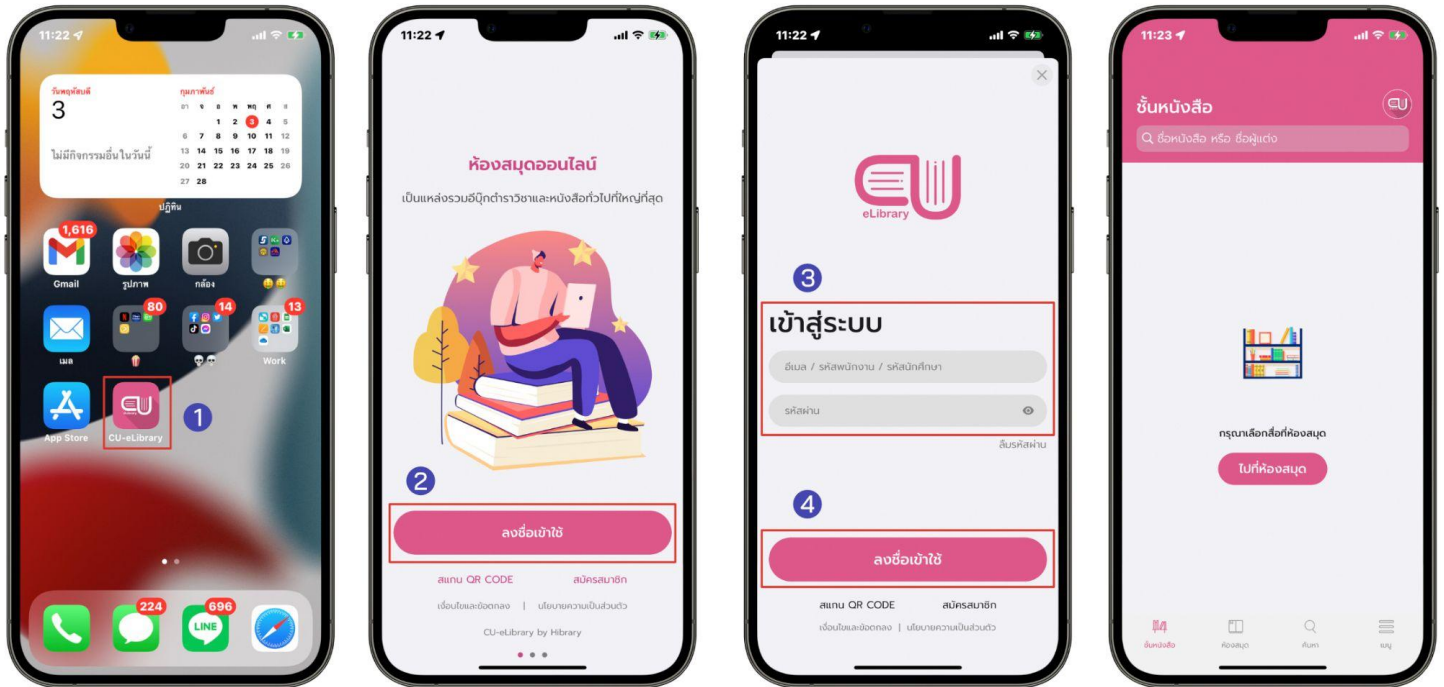 11:22
วันพฤหัสบดี
3
ไม่มีกิจกรรมอื่นในวันนี้
กุมภาพันธ์
อา จ อ พ พฤ ศ ส
1 2 3 4 5
6 7 8 9 10 11 12
13 14 15 16 17 18 19
20 21 22 23 24 25 26
27 28
ปฏิทิน
1,616
Gmail
รูปภาพ
กล้อง
80
14
13
เมล
Work
App Store
CU-eLibrary
1
224
696
LINE
11:22
ห้องสมุดออนไลน์
เป็นแหล่งรวมอีบุ๊กตำราวิชาและหนังสือทั่วไปที่ใหญ่ที่สุด
2
ลงชื่อเข้าใช้
สแกน QR CODE
สมัครสมาชิก
เงื่อนไขและข้อตกลง | นโยบายความเป็นส่วนตัว
CU-eLibrary by Hibrary
11:22
CU
eLibrary
3
เข้าสู่ระบบ
อีเมล / รหัสพนักงาน / รหัสนักศึกษา
รหัสผ่าน
ลืมรหัสผ่าน
4
ลงชื่อเข้าใช้
สแกน QR CODE
สมัครสมาชิก
เงื่อนไขและข้อตกลง | นโยบายความเป็นส่วนตัว
11:23
ชั้นหนังสือ
CU
ชื่อหนังสือ หรือ ชื่อผู้แต่ง
กรุณาเลือกสื่อที่ห้องสมุด
ไปที่ห้องสมุด
ชั้นหนังสือ
ห้องสมุด
ค้นหา
เมนู